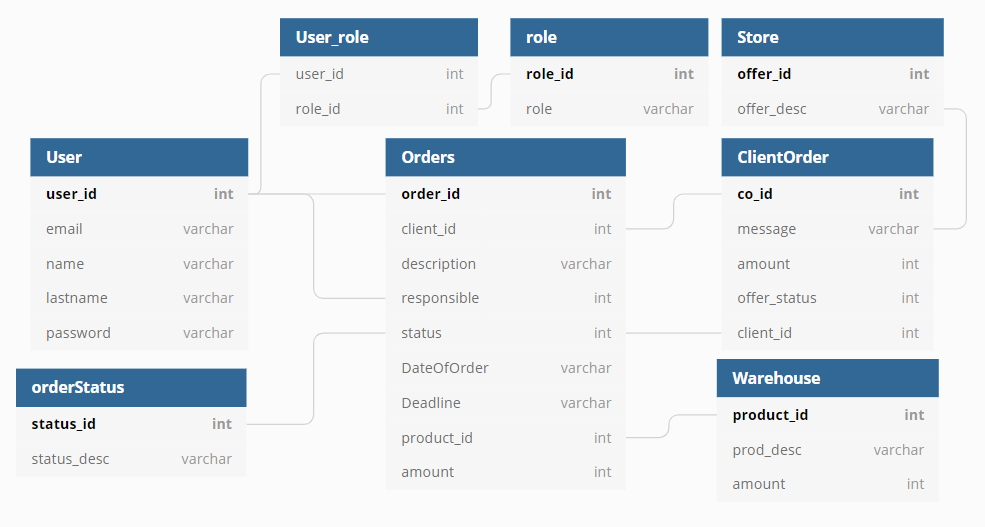 User_role
user_id int
role_id int
role
role_id int
role varchar
Store
offer_id int
offer_desc varchar
User
user_id int
email varchar
name varchar
lastname varchar
password varchar
Orders
order_id int
client_id int
description varchar
responsible int
status int
DateOfOrder varchar
Deadline varchar
product_id int
amount int
ClientOrder
co_id int
message varchar
amount int
offer_status int
client_id int
orderStatus
status_id int
status_desc varchar
Warehouse
product_id int
prod_desc varchar
amount int